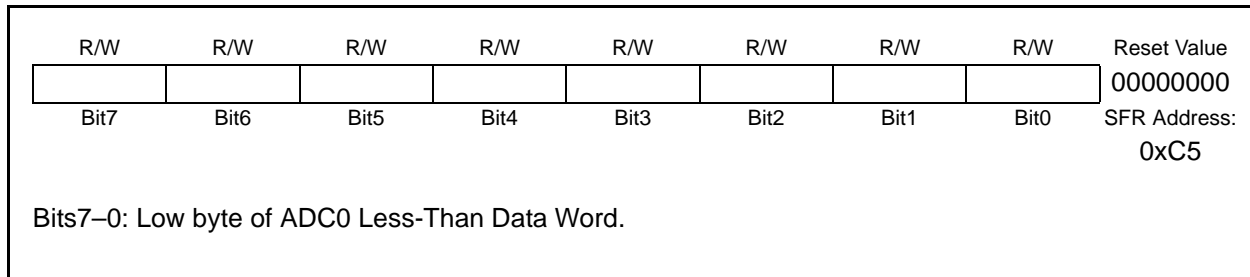 R/W R/W R/W R/W R/W R/W R/W R/W Reset Value
00000000
Bit7 Bit6 Bit5 Bit4 Bit3 Bit2 Bit1 Bit0 SFR Address:
0xC5
Bits7–0: Low byte of ADC0 Less-Than Data Word.